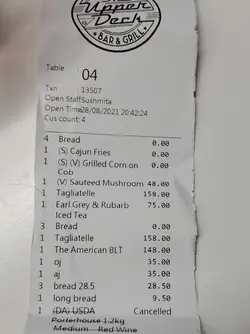 The
Upper
Deck
BAR & GRILL
Table 04
Txn :13507
Open Staff:Sushmita
Open Time:28/08/2021 20:42:24
Cus count:4
4 Bread 0.00
1 (S) Cajun Fries 0.00
1 (S) (V) Grilled Corn on 0.00
Cob
1 (V) Sauteed Mushroom 48.00
1 Tagliatelle 158.00
1 Earl Grey & Rubarb 75.00
Iced Tea
3 Bread 0.00
1 Tagliatelle 158.00
1 The American BLT 148.00
1 oj 35.00
1 aj 35.00
3 bread 28.5 28.50
1 long bread 9.50
1 (DA) USDA Cancelled
Porterhouse 1.2kg
Medium Red Wine